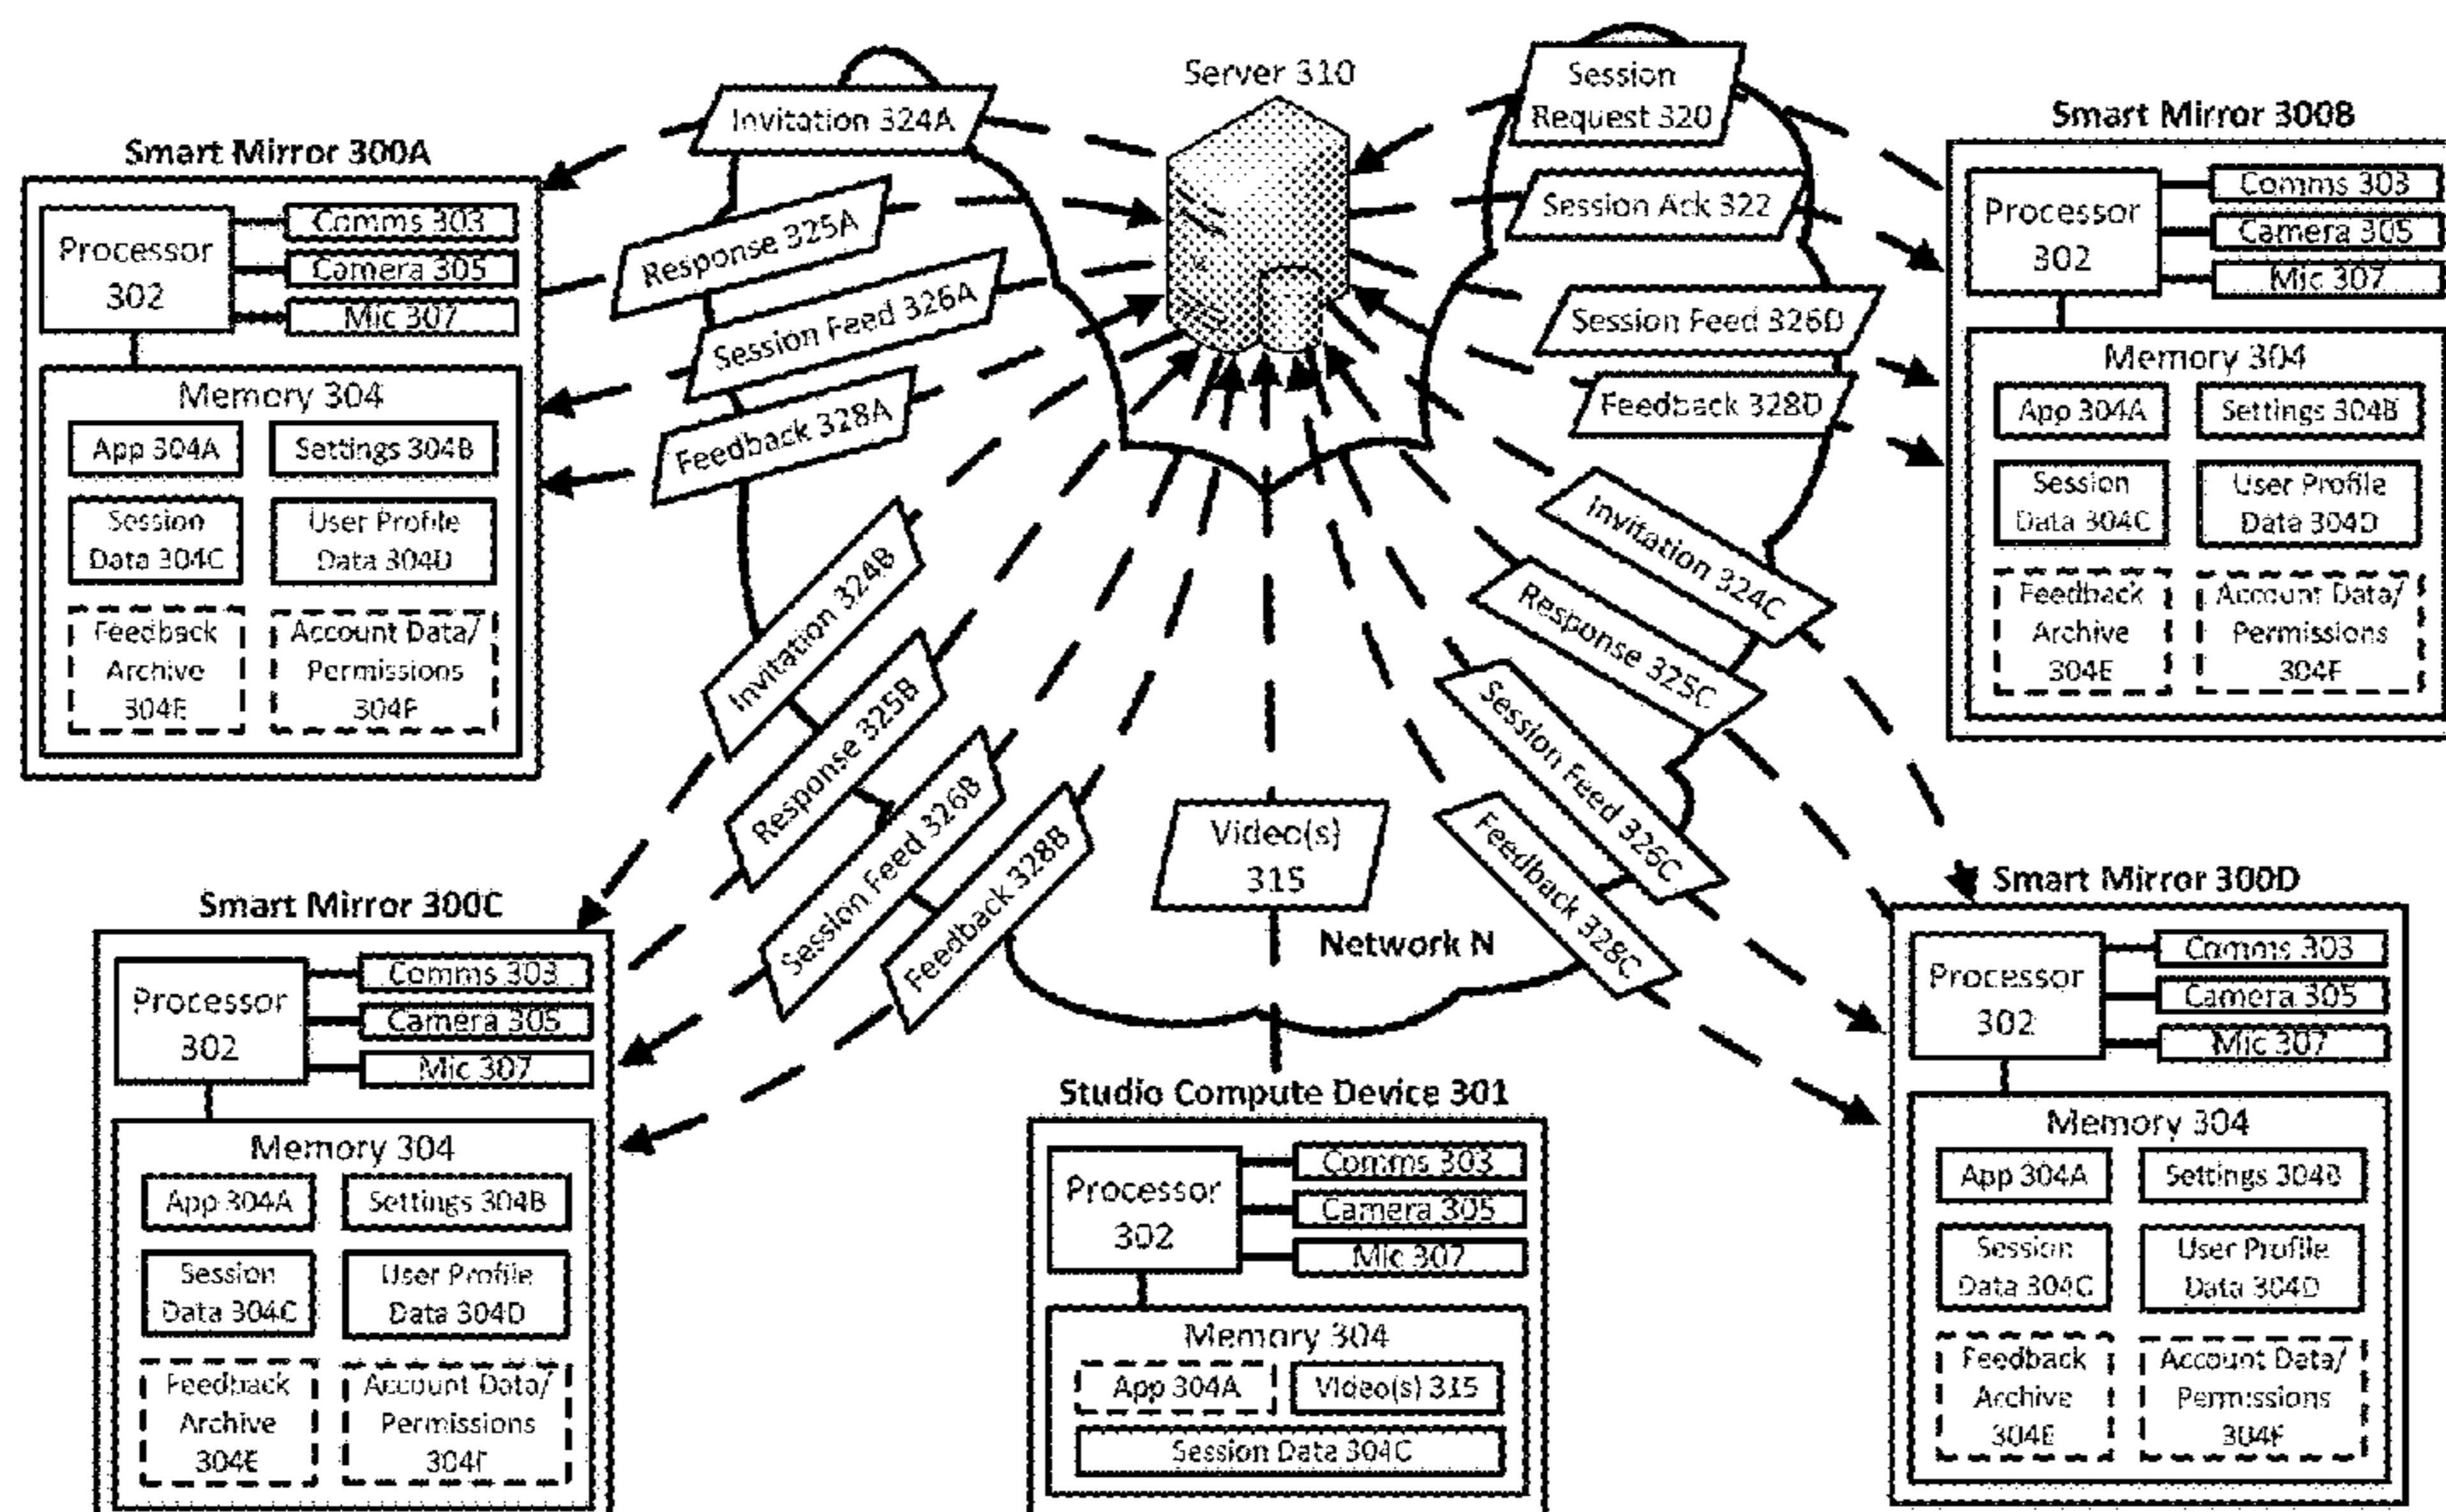 Server 310
Session
Request 320
Invitation 324A
Session Ack 322
Response 325A
Session Feed 326A
Session Feed 326D
Feedback 328A
Feedback 328D
Invitation 324B
Invitation 324C
Response 325B
Response 325C
Session Feed 326B
Session Feed 326C
Feedback 328B
Feedback 328C
Video(s)
315
Network N
Smart Mirror 300A
Processor
302
Comms 303
Camera 305
Mic 307
Memory 304
App 304A
Settings 304B
Session
Data 304C
User Profile
Data 304D
Feedback
Archive
304E
Account Data/
Permissions
304F
Smart Mirror 300B
Processor
302
Comms 303
Camera 305
Mic 307
Memory 304
App 304A
Settings 304B
Session
Data 304C
User Profile
Data 304D
Feedback
Archive
304E
Account Data/
Permissions
304F
Smart Mirror 300C
Processor
302
Comms 303
Camera 305
Mic 307
Memory 304
App 304A
Settings 304B
Session
Data 304C
User Profile
Data 304D
Feedback
Archive
304E
Account Data/
Permissions
304F
Studio Compute Device 301
Processor
302
Comms 303
Camera 305
Mic 307
Memory 304
App 304A
Video(s) 315
Session Data 304C
Smart Mirror 300D
Processor
302
Comms 303
Camera 305
Mic 307
Memory 304
App 304A
Settings 304B
Session
Data 304C
User Profile
Data 304D
Feedback
Archive
304E
Account Data/
Permissions
304F